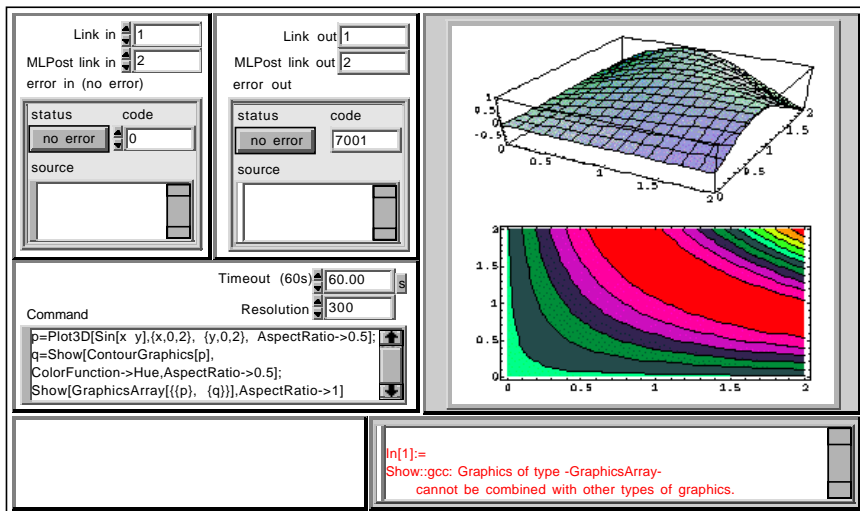 Link in 1
MLPost link in 2
error in (no error)
status code
no error 0
source
Link out 1
MLPost link out 2
error out
status code
no error 7001
source
Timeout (60s) 60.00 s
Resolution 300
Command
p=Plot3D[Sin[x y],{x,0,2}, {y,0,2}, AspectRatio->0.5];
q=Show[ContourGraphics[p],
ColorFunction->Hue,AspectRatio->0.5];
Show[GraphicsArray[{{p}, {q}}],AspectRatio->1]
1
0
-0.5
0
0.5
1
1.5
2
0
0.5
1
1.5
2
2
1.5
1
0.5
0
0 0.5 1 1.5 2
In[1]:=
Show::gcc: Graphics of type -GraphicsArray-
cannot be combined with other types of graphics.